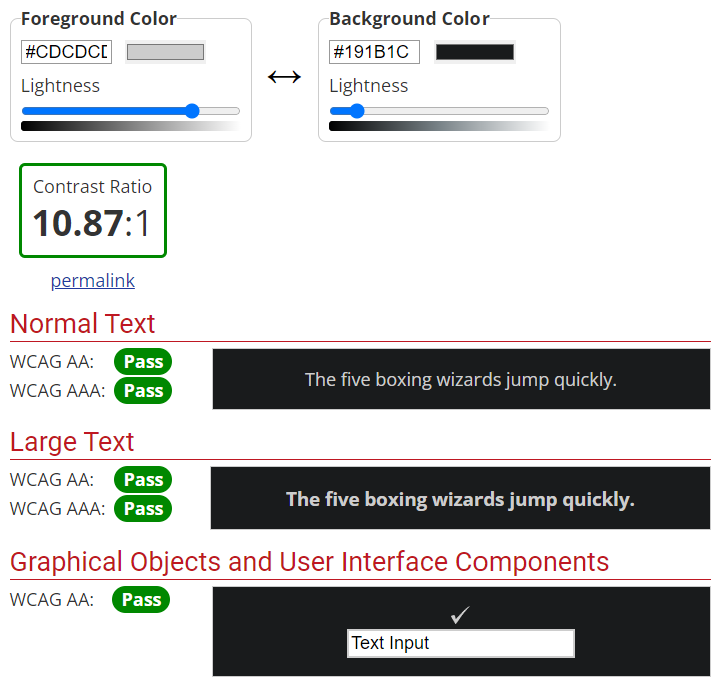 Foreground Color
Background Color
#CDCDCD
#191B1C
Lightness
Lightness
Contrast Ratio
10.87:1
permalink
Normal Text
WCAG AA: Pass
WCAG AAA: Pass
The five boxing wizards jump quickly.
Large Text
WCAG AA: Pass
WCAG AAA: Pass
The five boxing wizards jump quickly.
Graphical Objects and User Interface Components
WCAG AA: Pass
✓
Text Input